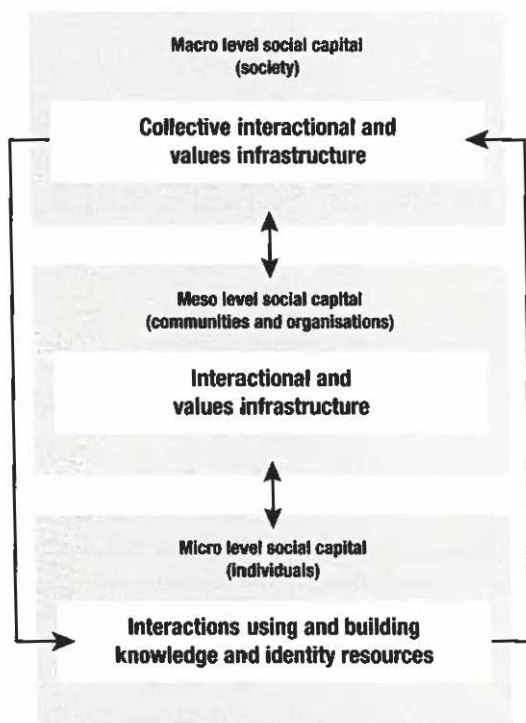 Macro level social capital
(society)
Collective interactional and
values infrastructure
Meso level social capital
(communities and organisations)
Interactional and
values infrastructure
Micro level social capital
(individuals)
Interactions using and building
knowledge and identity resources